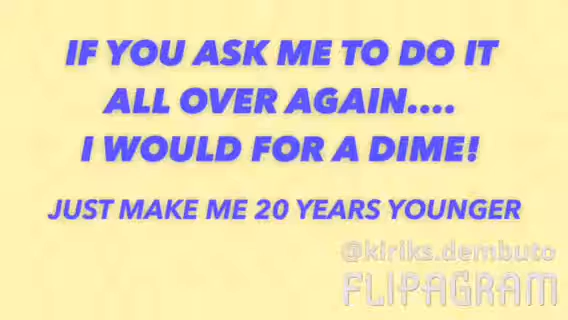 IF YOU ASK ME TO DO IT
ALL OVER AGAIN....
I WOULD FOR A DIME!
JUST MAKE ME 20 YEARS YOUNGER
@kiriks.dembuto
FLIPAGRAM